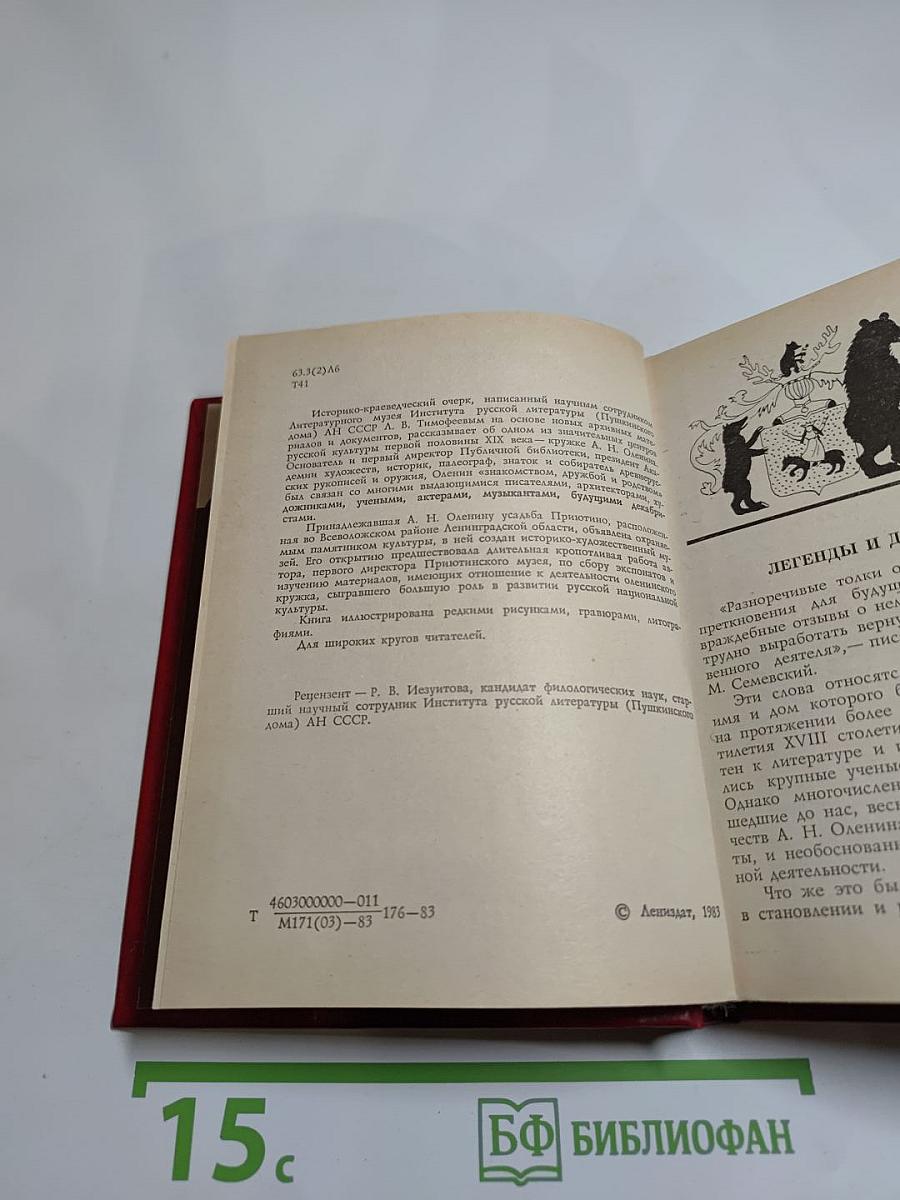 63.3(2)Л6
Т41
Историко-краеведческий очерк, написанный научным сотрудником
Литературного музея Института русской литературы (Пушкинского
дома) АН СССР Л. В. Тимофеевым на основе новых архивных мате-
риалов и документов, рассказывает об одном из значительных центров
русской культуры первой половины XIX века — кружке А. Н. Оленина.
Основатель и первый директор Публичной библиотеки, президент Ака-
демии художеств, историк, палеограф, знаток и собиратель древнерус-
ских рукописей и оружия, Оленин «знакомством, дружбой и родством»
был связан со многими выдающимися писателями, архитекторами, ху-
дожниками, учеными, актерами, музыкантами, будущими декабри-
стами.
Принадлежавшая А. Н. Оленину усадьба Приютино, расположен-
ная во Всеволожском районе Ленинградской области, объявлена охраняе-
мым памятником культуры, в ней создан историко-художественный му-
зей. Его открытию предшествовала длительная кропотливая работа ав-
тора, первого директора Приютинского музея, по сбору экспонатов и
изучению материалов, имеющих отношение к деятельности оленинского
кружка, сыгравшего большую роль в развитии русской национальной
культуры.
Книга иллюстрирована редкими рисунками, гравюрами, литогра-
фиями.
Для широких кругов читателей.
Рецензент — Р. В. Иезуитова, кандидат филологических наук, стар-
ший научный сотрудник Института русской литературы (Пушкинского
дома) АН СССР.
Т 4603000000—011
М171(03)—83 176—83
© Лениздат, 1983
ЛЕГЕНДЫ И Д
«Разноречивые толки о
преткновения для будущ
враждебные отзывы о нем
трудно выработать верну
венного деятеля»,— пис
М. Семевский.
Эти слова относятс
имя и дом которого б
на протяжении более
тилетия XVIII столети
тен к литературе и и
лись крупные ученые
Однако многочислен
шедшие до нас, весь
честв А. Н. Оленина
ты, и необоснованн
ной деятельности.
Что же это бы
в становлении и р
15 с
БФ БИБЛИОФАН